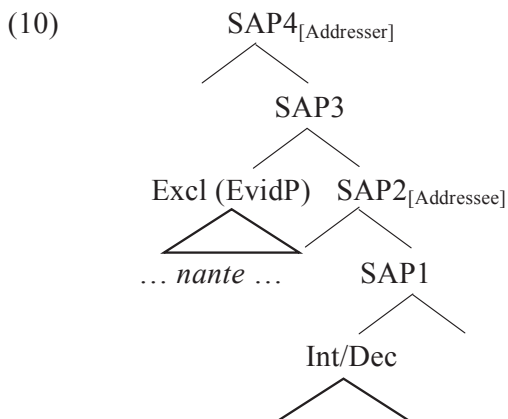 (10) SAP4[Addresser]
SAP3
Excl (EvidP) SAP2[Addressee]
… nante … SAP1
Int/Dec